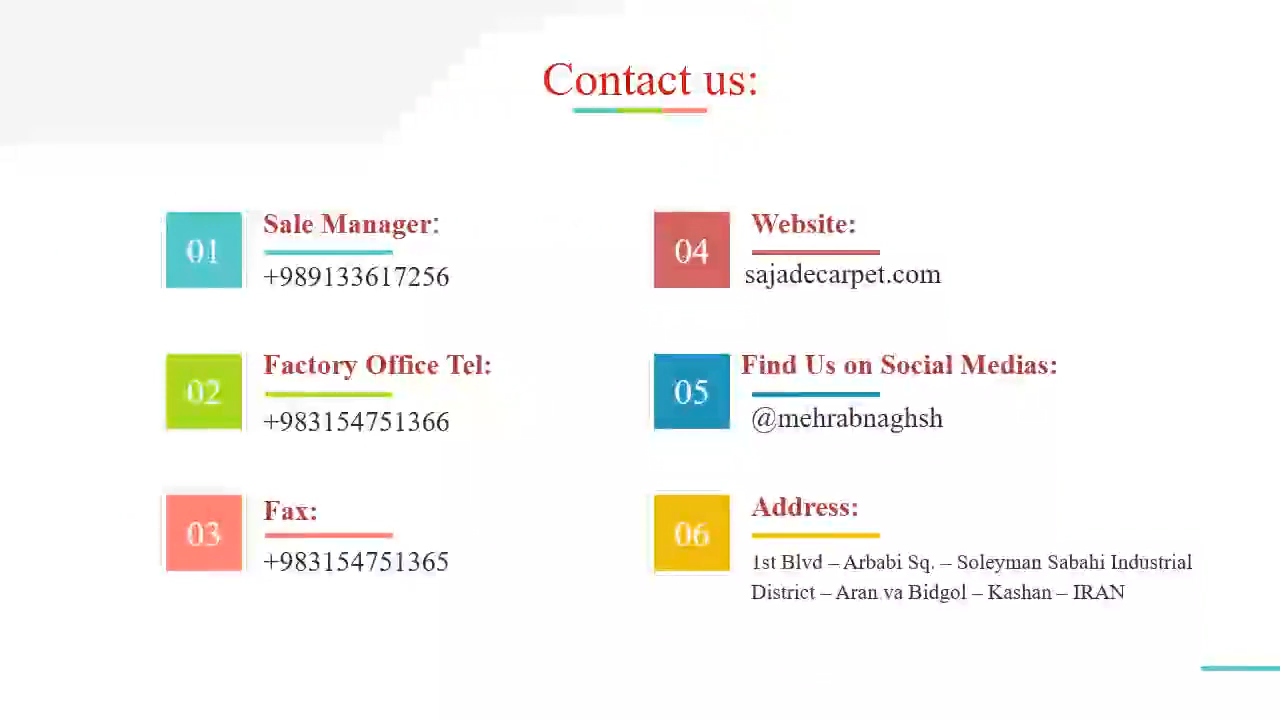 Contact us:
01
Sale Manager:
+989133617256
02
Factory Office Tel:
+983154751366
03
Fax:
+983154751365
04
Website:
sajadecarpet.com
05
Find Us on Social Medias:
@mehrabnaghsh
06
Address:
1st Blvd – Arbabi Sq. – Soleyman Sabahi Industrial
District – Aran va Bidgol – Kashan – IRAN